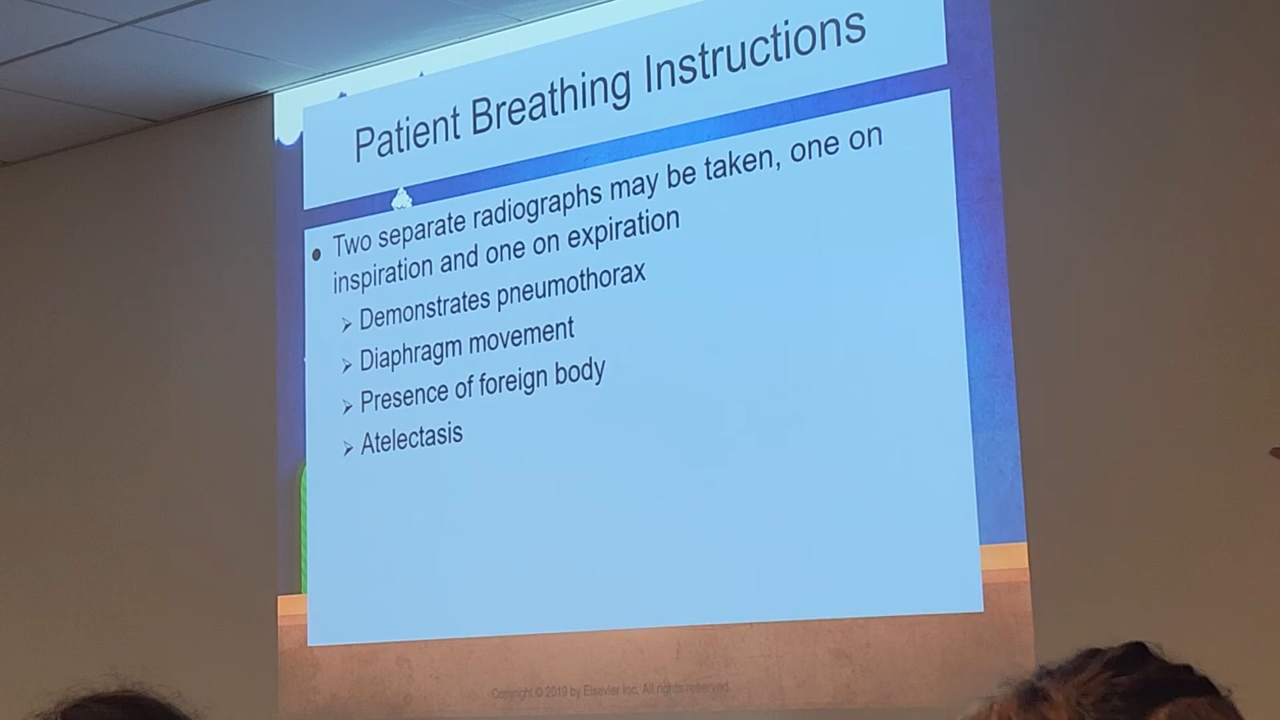 Patient Breathing Instructions
• Two separate radiographs may be taken, one on
inspiration and one on expiration
➢ Demonstrates pneumothorax
➢ Diaphragm movement
➢ Presence of foreign body
➢ Atelectasis
Copyright © 2019 by Elsevier Inc. All rights reserved.